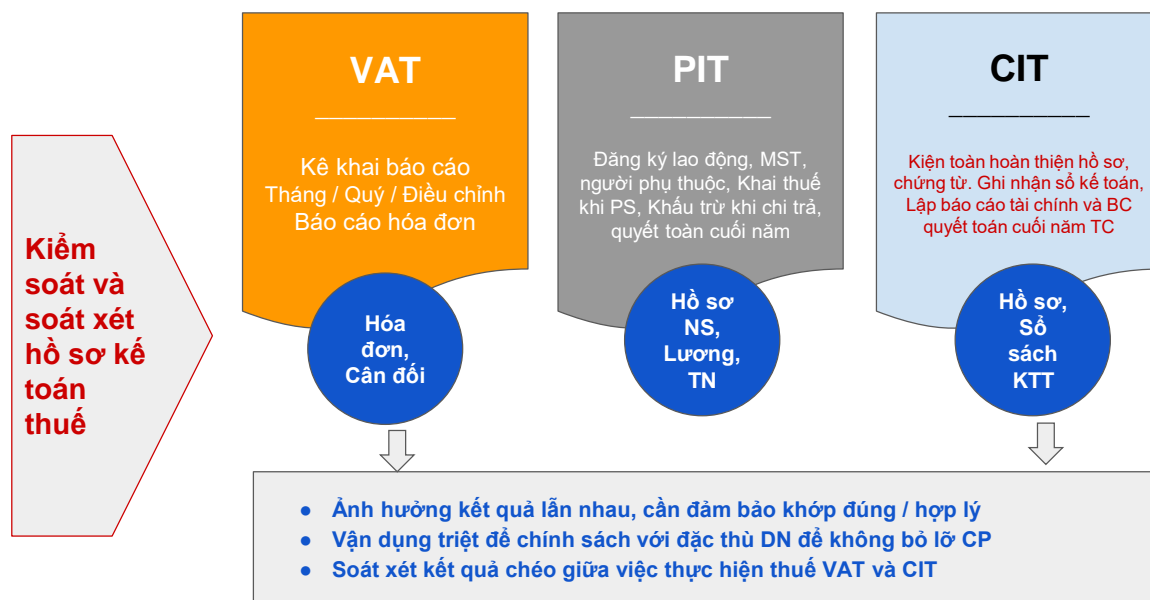 Kiểm
soát và
soát xét
hồ sơ kế
toán
thuế
VAT
Kê khai báo cáo
Tháng / Quý / Điều chỉnh
Báo cáo hóa đơn
Hóa
đơn,
Cân đối
PIT
Đăng ký lao động, MST,
người phụ thuộc, Khai thuế
khi PS, Khấu trừ khi chi trả,
quyết toàn cuối năm
Hồ sơ
NS,
Lương,
TN
CIT
Kiện toàn hoàn thiện hồ sơ,
chứng từ. Ghi nhận sổ kế toán,
Lập báo cáo tài chính và BC
quyết toán cuối năm TC
Hồ sơ,
Sổ
sách
KTT
● Ảnh hưởng kết quả lẫn nhau, cần đảm bảo khớp đúng / hợp lý
● Vận dụng triệt để chính sách với đặc thù DN để không bỏ lỡ CP
● Soát xét kết quả chéo giữa việc thực hiện thuế VAT và CIT